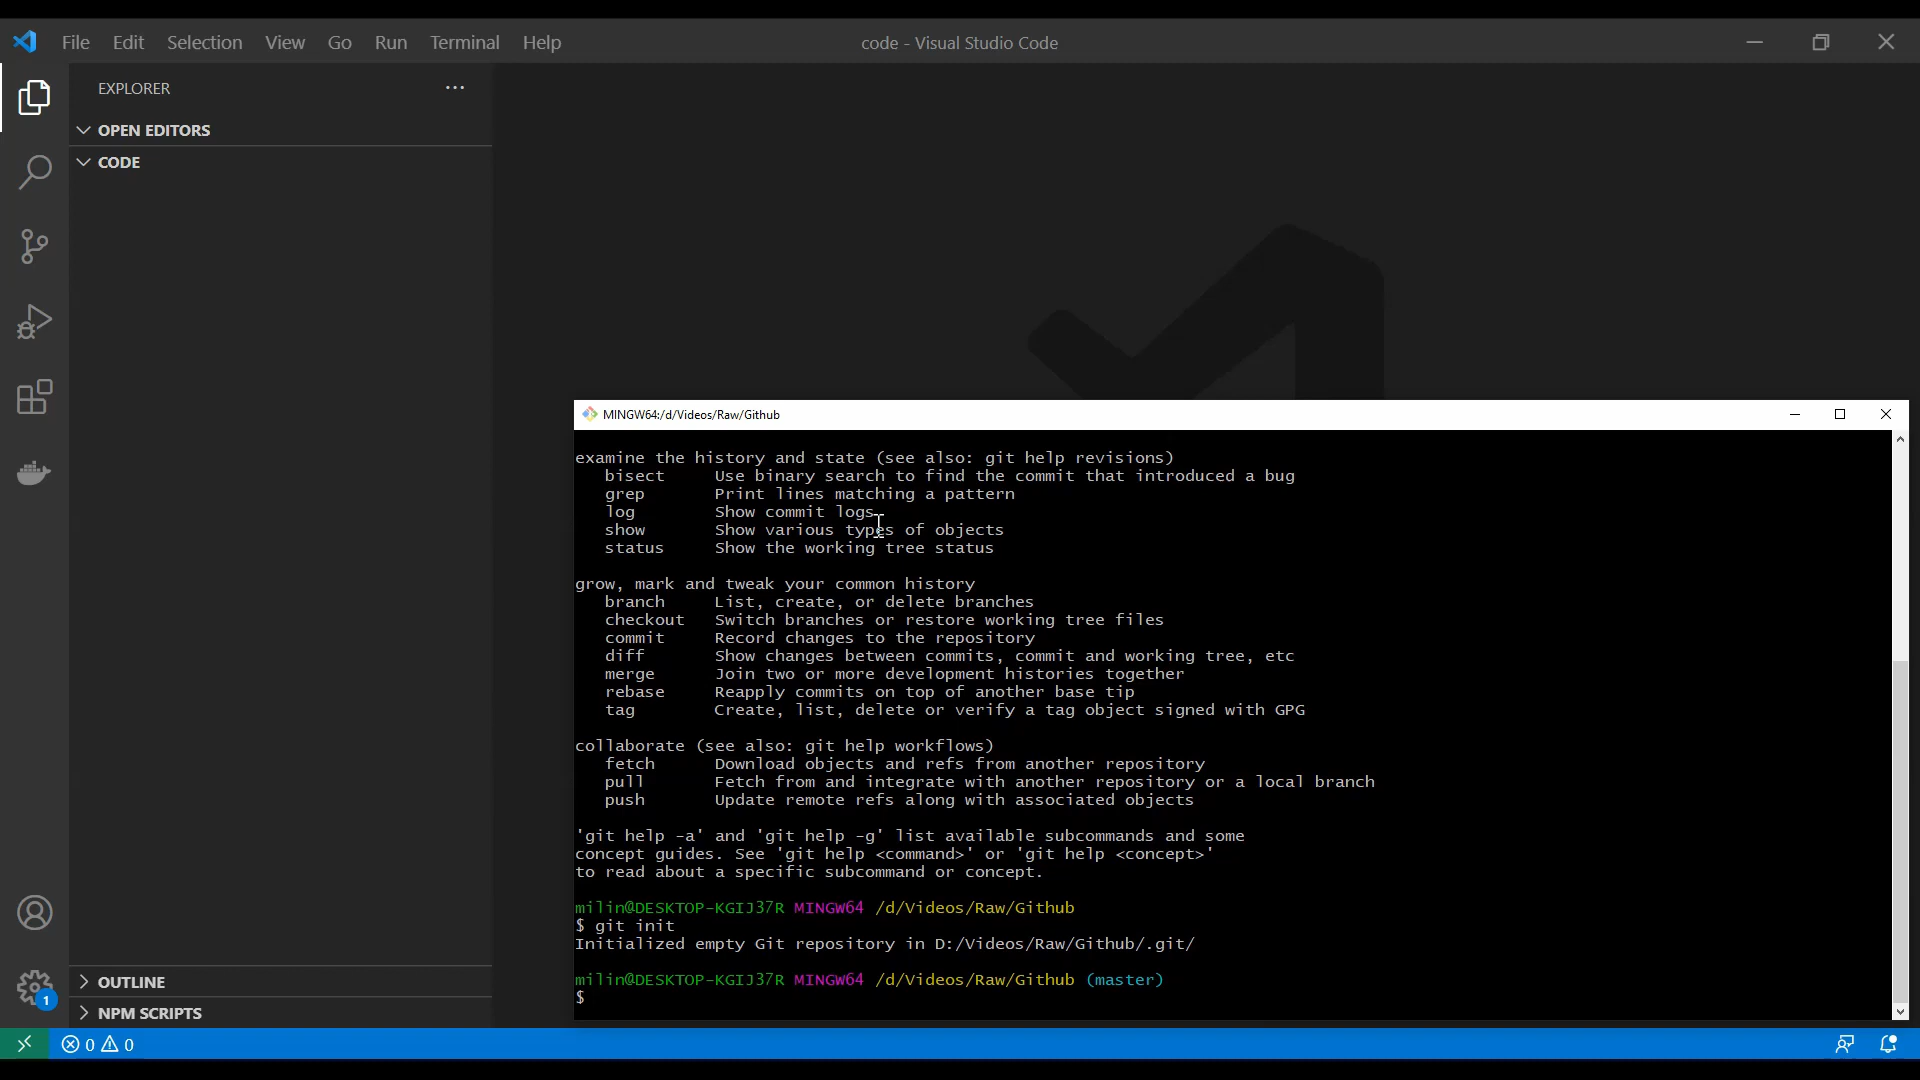 File Edit Selection View Go Run Terminal Help
code - Visual Studio Code
EXPLORER
OPEN EDITORS
CODE
MINGW64:/d/Videos/Raw/Github
examine the history and state (see also: git help revisions)
bisect Use binary search to find the commit that introduced a bug
grep Print lines matching a pattern
log Show commit logs
show Show various types of objects
status Show the working tree status
grow, mark and tweak your common history
branch List, create, or delete branches
checkout Switch branches or restore working tree files
commit Record changes to the repository
diff Show changes between commits, commit and working tree, etc
merge Join two or more development histories together
rebase Reapply commits on top of another base tip
tag Create, list, delete or verify a tag object signed with GPG
collaborate (see also: git help workflows)
fetch Download objects and refs from another repository
pull Fetch from and integrate with another repository or a local branch
push Update remote refs along with associated objects
'git help -a' and 'git help -g' list available subcommands and some
concept guides. See 'git help <command>' or 'git help <concept>'
to read about a specific subcommand or concept.
milin@DESKTOP-KGIJ37R MINGW64 /d/Videos/Raw/Github
$ git init
Initialized empty Git repository in D:/Videos/Raw/Github/.git/
milin@DESKTOP-KGIJ37R MINGW64 /d/Videos/Raw/Github (master)
$
1
OUTLINE
NPM SCRIPTS
0 0